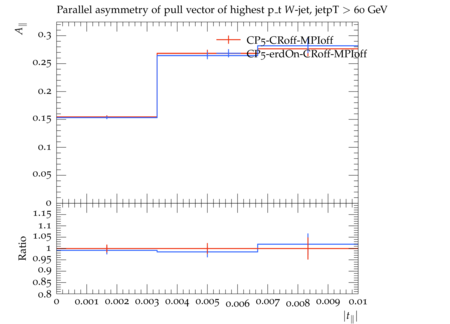 Parallel asymmetry of pull vector of highest p_t W-jet, jetpT > 60 GeV
A∥
0.3
0.25
0.2
0.15
0.1
0.05
0
CP5-CRoff-MPIoff
CP5-erdOn-CRoff-MPIoff
Ratio
1.15
1.1
1.05
1
0.95
0.9
0.85
0.8
0 0.001 0.002 0.003 0.004 0.005 0.006 0.007 0.008 0.009 0.01
|t∥|